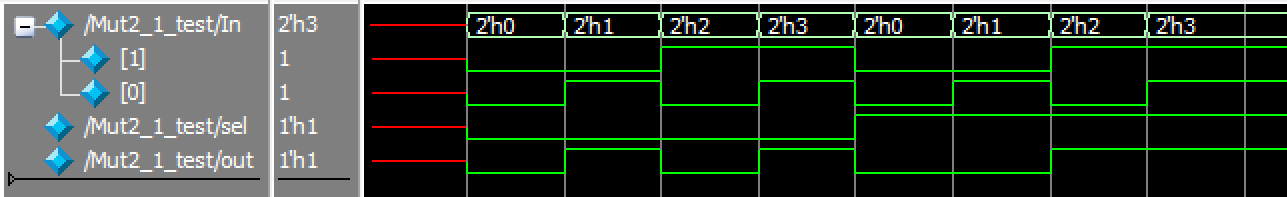 /Mut2_1_test/In 2'h3 2'h0 2'h1 2'h2 2'h3 2'h0 2'h1 2'h2 2'h3
[1] 1
[0] 1
/Mut2_1_test/sel 1'h1
/Mut2_1_test/out 1'h1